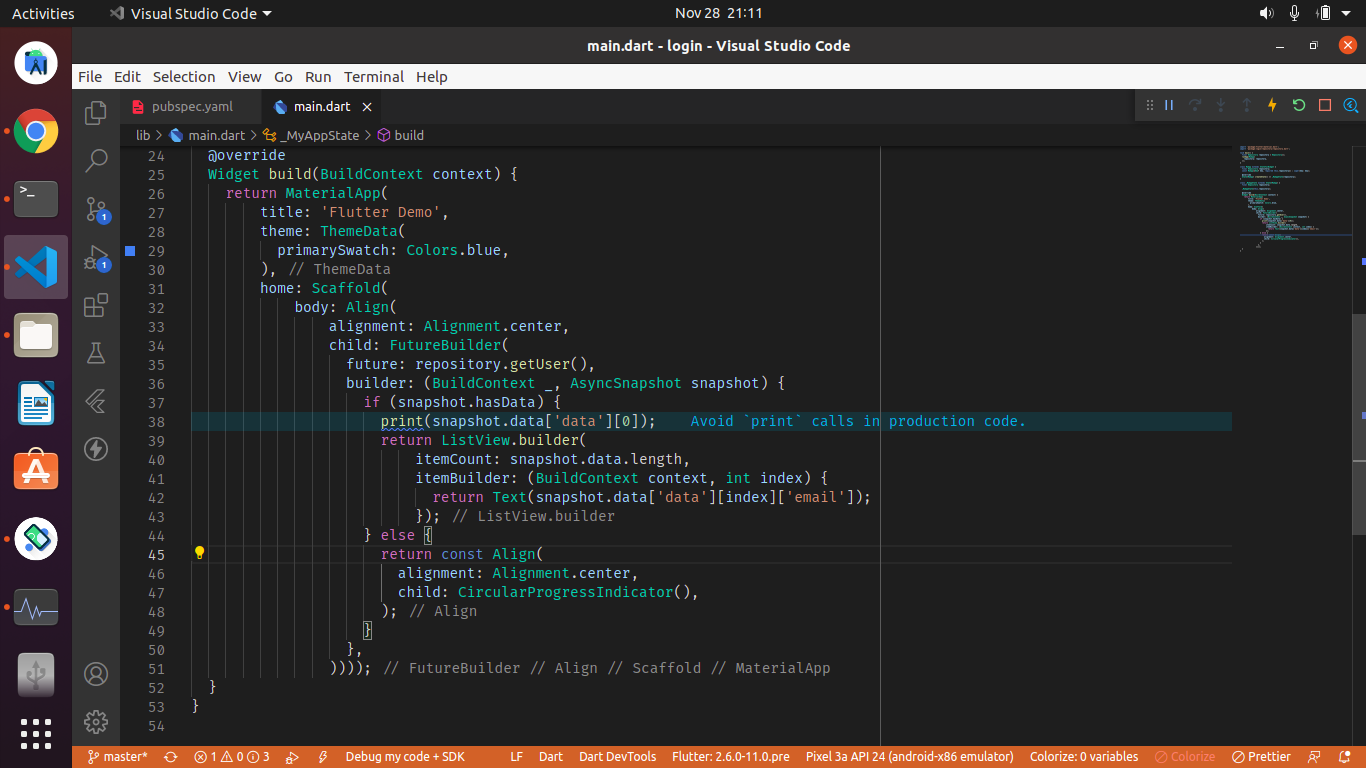 Activities Visual Studio Code Nov 28 21:11
main.dart - login - Visual Studio Code
File Edit Selection View Go Run Terminal Help
pubspec.yaml main.dart
lib > main.dart > _MyAppState > build
24 @override
25 Widget build(BuildContext context) {
26 return MaterialApp(
27 title: 'Flutter Demo',
28 theme: ThemeData(
29 primarySwatch: Colors.blue,
30 ), // ThemeData
31 home: Scaffold(
32 body: Align(
33 alignment: Alignment.center,
34 child: FutureBuilder(
35 future: repository.getUser(),
36 builder: (BuildContext _, AsyncSnapshot snapshot) {
37 if (snapshot.hasData) {
38 print(snapshot.data['data'][0]); Avoid `print` calls in production code.
39 return ListView.builder(
40 itemCount: snapshot.data.length,
41 itemBuilder: (BuildContext context, int index) {
42 return Text(snapshot.data['data'][index]['email']);
43 }); // ListView.builder
44 } else {
45 return const Align(
46 alignment: Alignment.center,
47 child: CircularProgressIndicator(),
48 ); // Align
49 }
50 },
51 )))); // FutureBuilder // Align // Scaffold // MaterialApp
52 }
53 }
54
1
1
master* 1 0 3 Debug my code + SDK LF Dart Dart DevTools Flutter: 2.6.0-11.0.pre Pixel 3a API 24 (android-x86 emulator) Colorize: 0 variables Colorize Prettier